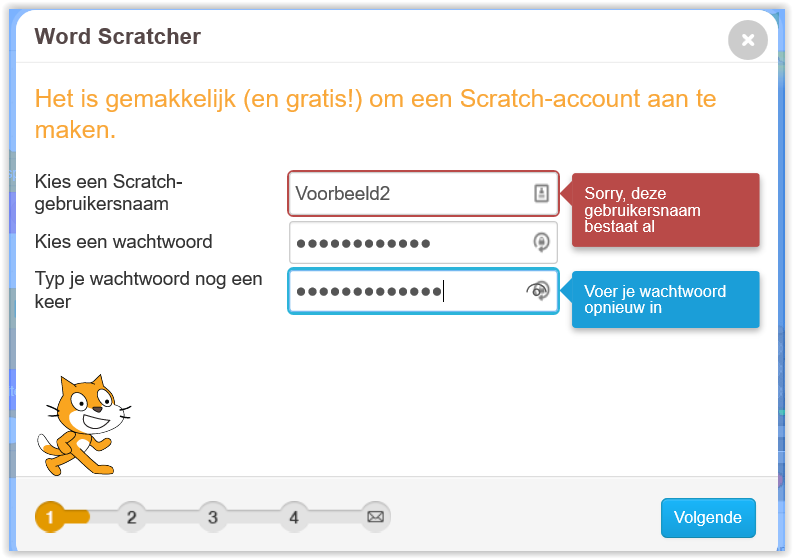 Word Scratcher
Het is gemakkelijk (en gratis!) om een Scratch-account aan te
maken.
Kies een Scratch-
gebruikersnaam
Voorbeeld2
Sorry, deze
gebruikersnaam
bestaat al
Kies een wachtwoord
●●●●●●●●●●●●
Typ je wachtwoord nog een
keer
●●●●●●●●●●●●●
Voer je wachtwoord
opnieuw in
1 2 3 4
Volgende